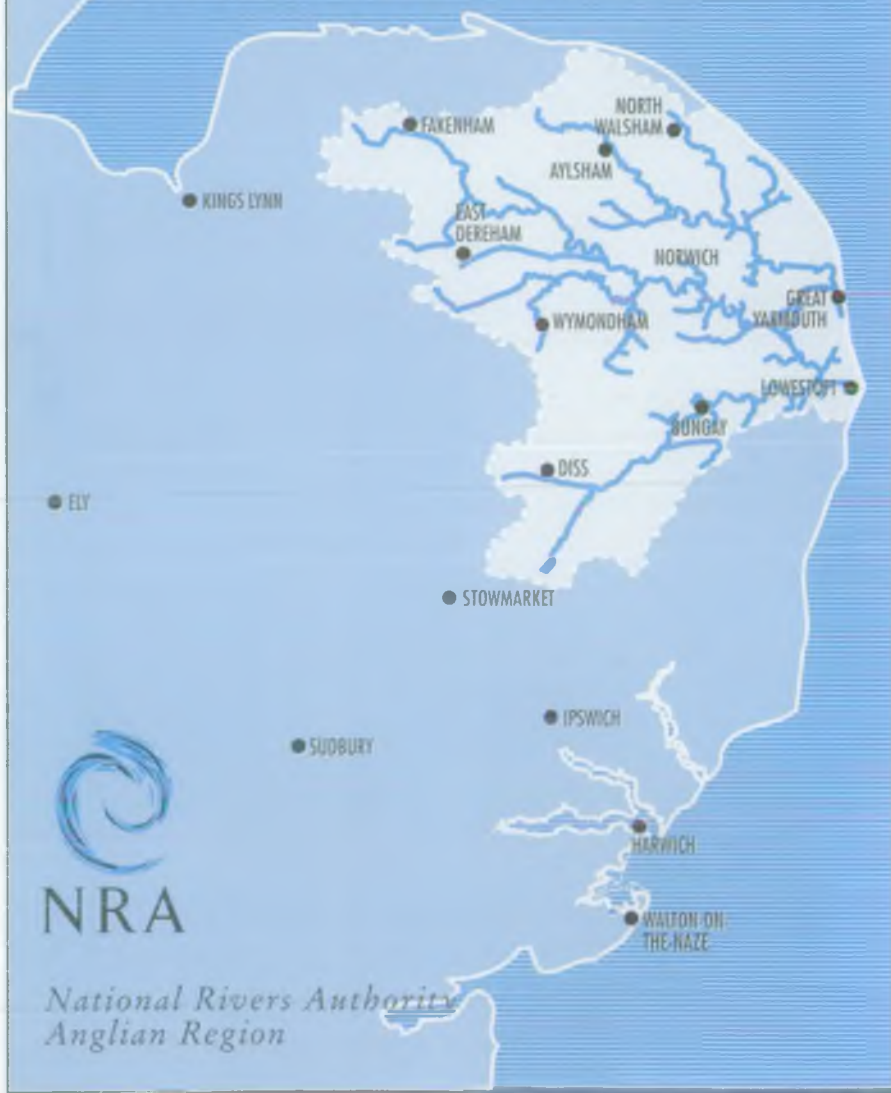 NORTH
WALSHAM
FAKENHAM
AYLSHAM
KINGS LYNN
EAST
DEREHAM
NORWICH
GREAT
YARMOUTH
WYMONDHAM
LOWESTOFT
BUNGAY
DISS
ELY
STOWMARKET
IPSWICH
SUDBURY
HARWICH
NRA
WALTON-ON-
THE-NAZE
National Rivers Authority
Anglian Region